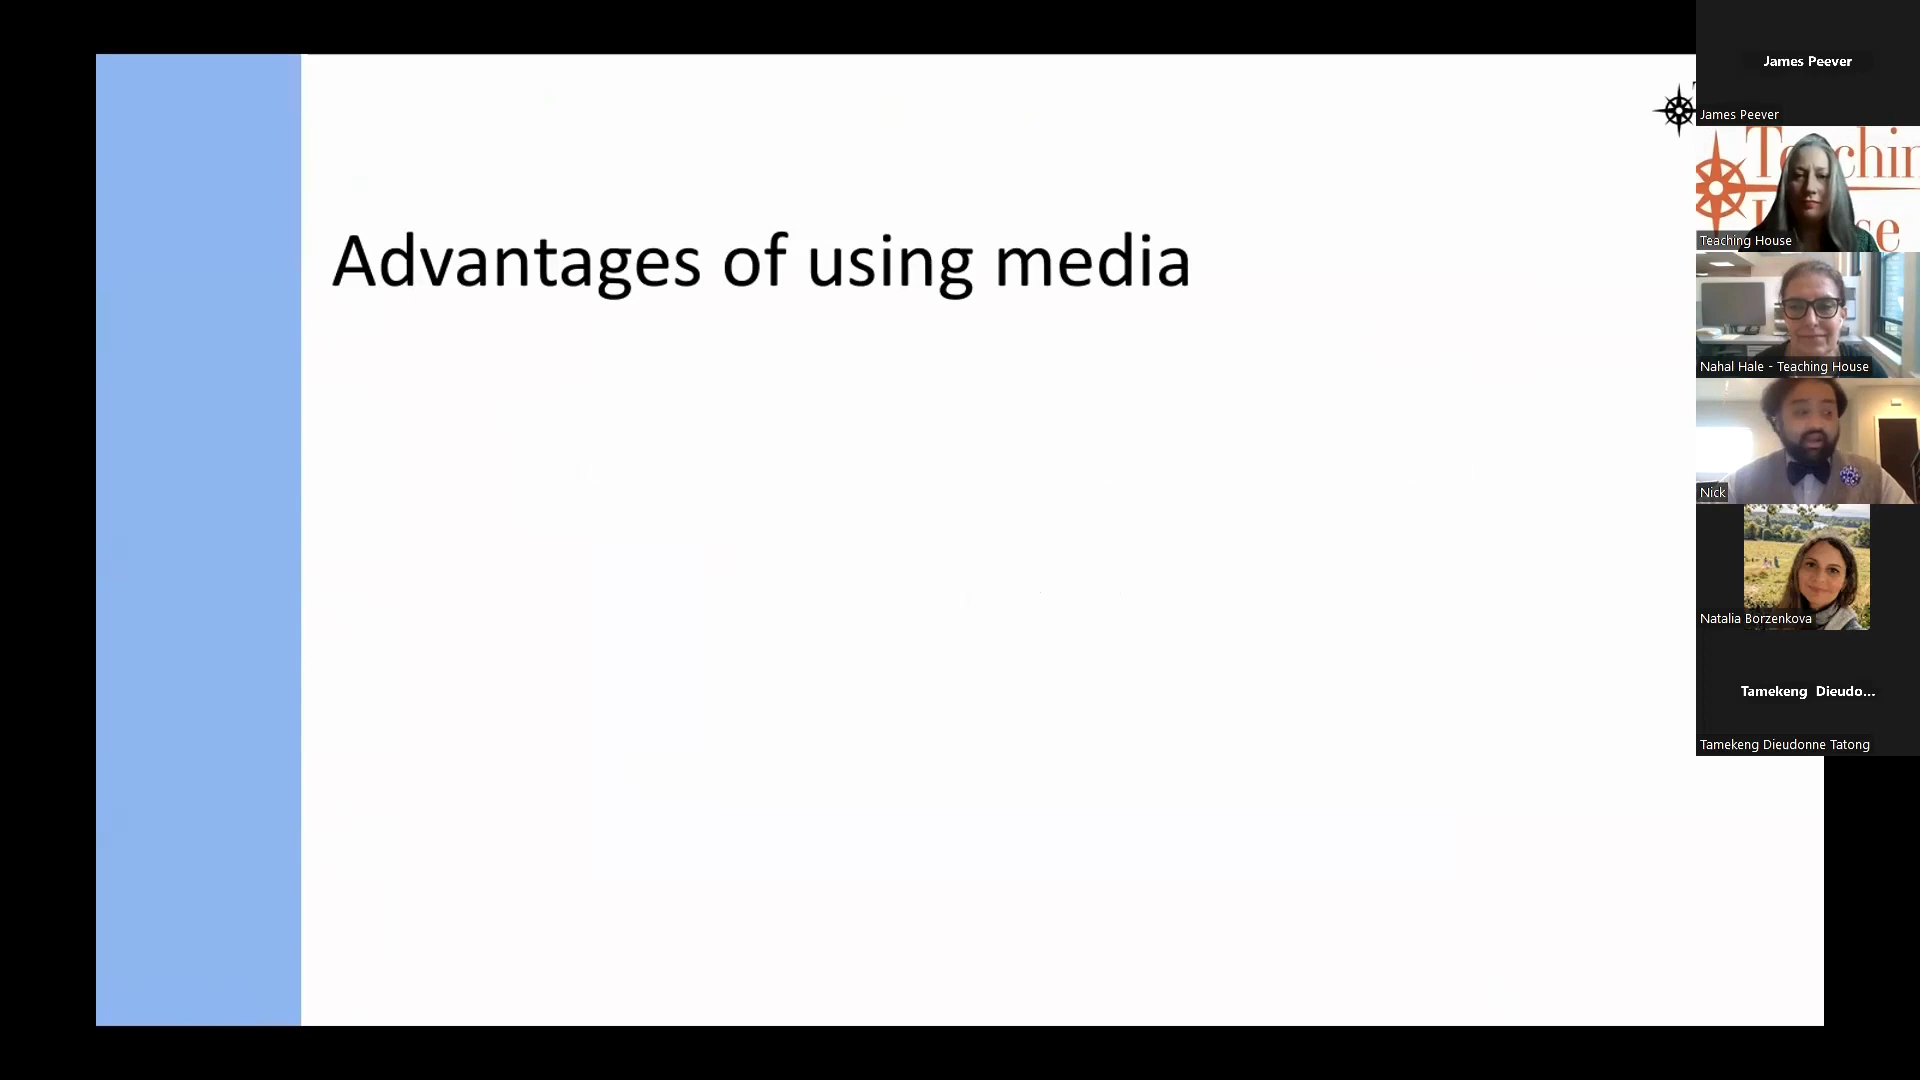 Advantages of using media
James Peever
James Peever
Teaching House
Nahal Hale - Teaching House
Nick
Natalia Borzenkova
Tamekeng Dieudo...
Tamekeng Dieudonne Tatong